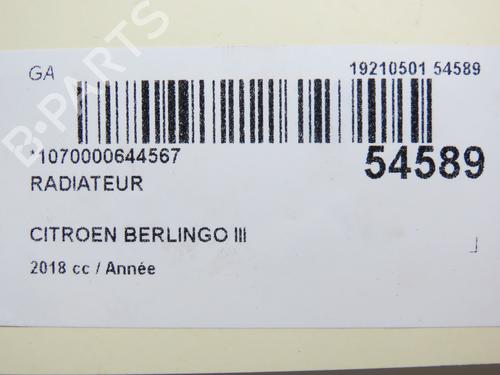 GA
19210501 54589
*1070000644567
54589
RADIATEUR
CITROEN BERLINGO III
2018 cc / Année
B-PARTS